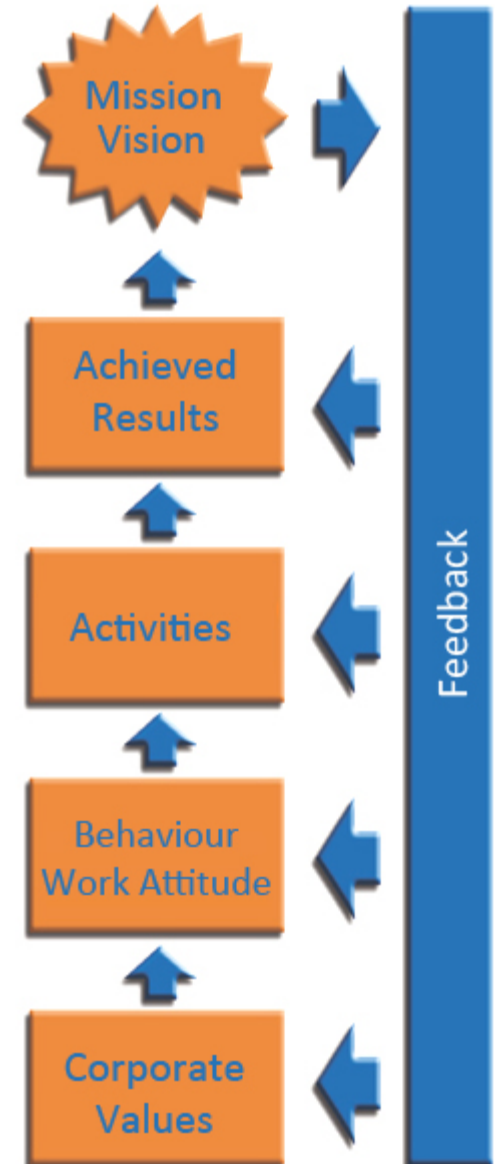 Mission
Vision
Achieved
Results
Activities
Behaviour
Work Attitude
Corporate
Values
Feedback